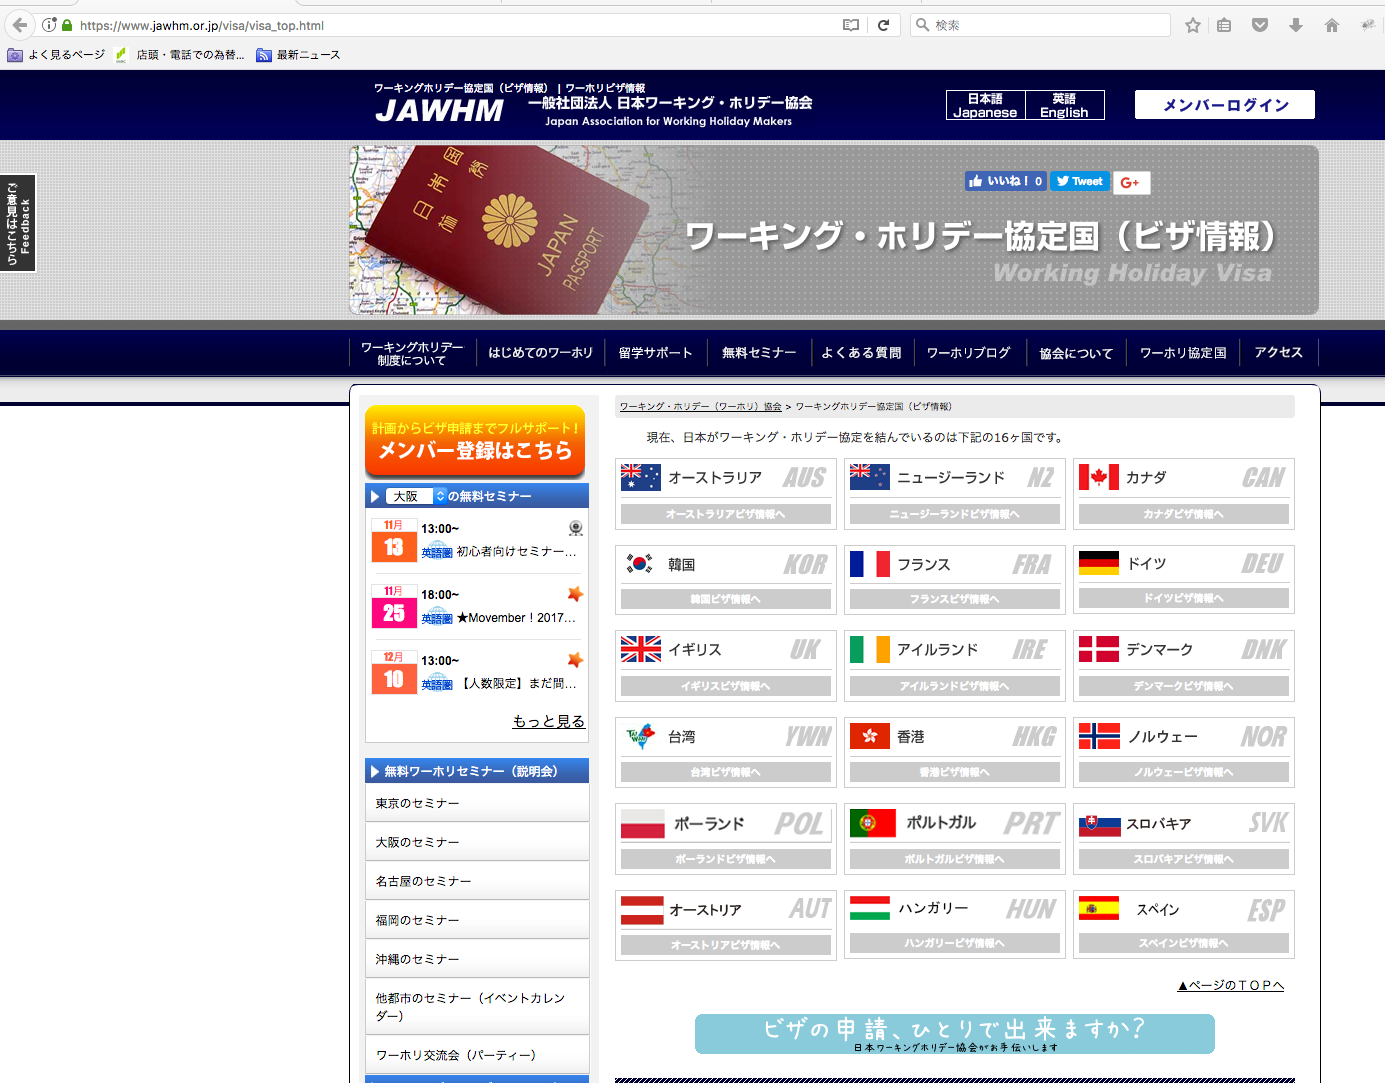 https://www.jawhm.or.jp/visa/visa_top.html
検索
よく見るページ
店頭・電話での為替...
最新ニュース
ワーキングホリデー協定国（ビザ情報） | ワーホリビザ情報
JAWHM
一般社団法人 日本ワーキング・ホリデー協会
Japan Association for Working Holiday Makers
日本語 Japanese
英語 English
メンバーログイン
ご意見はこちら
Feedback
日本国
旅券
JAPAN
PASSPORT
いいね！ 0
Tweet
G+
ワーキング・ホリデー協定国（ビザ情報）
Working Holiday Visa
ワーキングホリデー制度について
はじめてのワーホリ
留学サポート
無料セミナー
よくある質問
ワーホリブログ
協会について
ワーホリ協定国
アクセス
計画からビザ申請までフルサポート！
メンバー登録はこちら
大阪 の無料セミナー
11月
13
13:00~
英語圏 初心者向けセミナー...
11月
25
18:00~
英語圏 ★Movember！2017...
12月
10
13:00~
英語圏 【人数限定】まだ間...
もっと見る
無料ワーホリセミナー（説明会）
東京のセミナー
大阪のセミナー
名古屋のセミナー
福岡のセミナー
沖縄のセミナー
他都市のセミナー（イベントカレン
ダー）
ワーホリ交流会（パーティー）
ワーキング・ホリデー（ワーホリ）協会 > ワーキングホリデー協定国（ビザ情報）
現在、日本がワーキング・ホリデー協定を結んでいるのは下記の16ヶ国です。
オーストラリア AUS
オーストラリアビザ情報へ
ニュージーランド NZ
ニュージーランドビザ情報へ
カナダ CAN
カナダビザ情報へ
韓国 KOR
韓国ビザ情報へ
フランス FRA
フランスビザ情報へ
ドイツ DEU
ドイツビザ情報へ
イギリス UK
イギリスビザ情報へ
アイルランド IRE
アイルランドビザ情報へ
デンマーク DNK
デンマークビザ情報へ
台湾 YWN
台湾ビザ情報へ
香港 HKG
香港ビザ情報へ
ノルウェー NOR
ノルウェービザ情報へ
ポーランド POL
ポーランドビザ情報へ
ポルトガル PRT
ポルトガルビザ情報へ
スロバキア SVK
スロバキアビザ情報へ
オーストリア AUT
オーストリアビザ情報へ
ハンガリー HUN
ハンガリービザ情報へ
スペイン ESP
スペインビザ情報へ
▲ページのＴＯＰへ
ビザの申請、ひとりで出来ますか?
日本ワーキングホリデー協会がお手伝いします